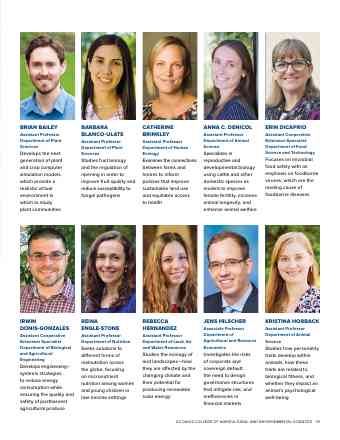 BRIAN BAILEY
Assistant Professor
Department of Plant
Sciences
Develops the next
generation of plant
and crop computer
simulation models
which provide a
realistic virtual
environment in
which to study
plant communities
BARBARA
BLANCO-ULATE
Assistant Professor
Department of Plant
Sciences
Studies fruit biology
and the regulation of
ripening in order to
improve fruit quality and
reduce susceptibility to
fungal pathogens
CATHERINE
BRINKLEY
Assistant Professor
Department of Human
Ecology
Examines the connections
between farms and
homes to inform
policies that improve
sustainable land use
and equitable access
to health
ANNA C. DENICOL
Assistant Professor
Department of Animal
Science
Specializes in
reproductive and
developmental biology
using cattle and other
domestic species as
models to improve
female fertility, increase
animal longevity, and
enhance animal welfare
ERIN DICAPRIO
Assistant Cooperative
Extension Specialist
Department of Food
Science and Technology
Focuses on microbial
food safety with an
emphasis on foodborne
viruses, which are the
leading cause of
foodborne diseases
IRWIN
DONIS-GONZALEZ
Assistant Cooperative
Extension Specialist
Department of Biological
and Agricultural
Engineering
Develops engineering-
systems strategies
to reduce energy
consumption while
ensuring the quality and
safety of postharvest
agricultural produce
REINA
ENGLE-STONE
Assistant Professor
Department of Nutrition
Seeks solutions to
different forms of
malnutrition across
the globe, focusing
on micronutrient
nutrition among women
and young children in
low-income settings
REBECCA
HERNANDEZ
Assistant Professor
Department of Land, Air
and Water Resources
Studies the ecology of
arid landscapes—how
they are affected by the
changing climate and
their potential for
producing renewable
solar energy
JENS HILSCHER
Associate Professor
Department of
Agricultural and Resource
Economics
Investigates the risks
of corporate and
sovereign default
the need to design
governance structures
that mitigate risk, and
inefficiencies in
financial markets
KRISTINA HORBACK
Assistant Professor
Department of Animal
Science
Studies how personality
traits develop within
animals, how these
traits are related to
biological fitness, and
whether they impact an
animal's psychological
well-being
UC DAVIS COLLEGE OF AGRICULTURAL AND ENVIRONMENTAL SCIENCES